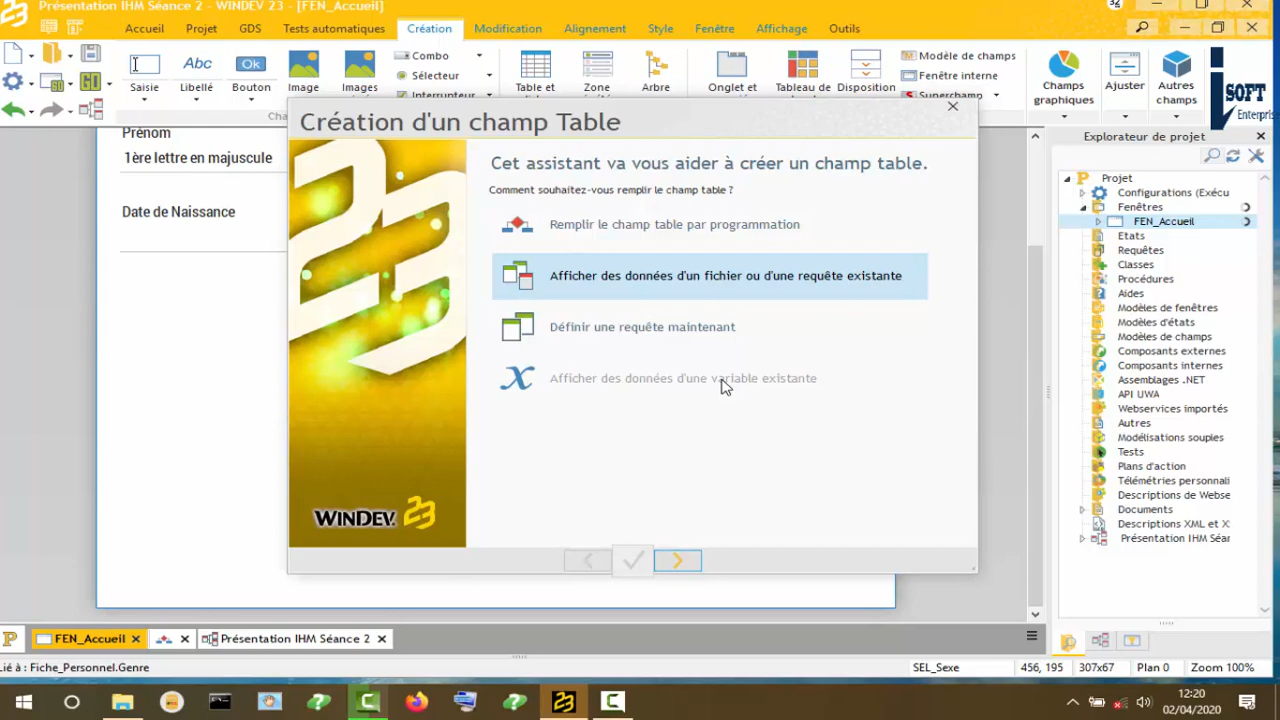 Présentation IHM Séance 2 - WINDEV 23 - [FEN_Accueil]
32
Accueil Projet GDS Tests automatiques Création Modification Alignement Style Fenêtre Affichage Outils
Saisie
Abc
Libellé
Ok
Bouton
Image
Images
Combo
Sélecteur
Interrupteur
Table et
Zone
Arbre
Onglet et
Tableau de
Disposition
Modèle de champs
Fenêtre interne
Superchamp
Champs
graphiques
Ajuster
Autres
champs
GO
iSOFT
Enterprise
Prénom
1ère lettre en majuscule
Date de Naissance
Création d'un champ Table
Cet assistant va vous aider à créer un champ table.
Comment souhaitez-vous remplir le champ table ?
Remplir le champ table par programmation
Afficher des données d'un fichier ou d'une requête existante
Définir une requête maintenant
Afficher des données d'une variable existante
23
WINDEV. 23
Explorateur de projet
Projet
Configurations (Exécu
Fenêtres
FEN_Accueil
Etats
Requêtes
Classes
Procédures
Aides
Modèles de fenêtres
Modèles d'états
Modèles de champs
Composants externes
Composants internes
Assemblages .NET
API UWA
Webservices importés
Autres
Modélisations souples
Tests
Plans d'action
Télémétries personnali
Descriptions de Webse
Documents
Descriptions XML et X
Présentation IHM Séar
FEN_Accueil
Présentation IHM Séance 2
Lié à : Fiche_Personnel.Genre
SEL_Sexe 456, 195 307x67 Plan 0 Zoom 100%
12:20
02/04/2020